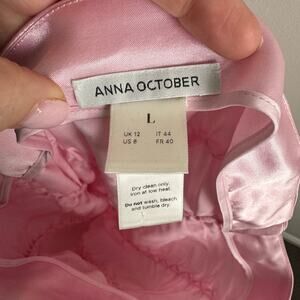 ANNA OCTOBER
L
UK 12 IT 44
US 8 FR 40
Dry clean only.
Iron at low heat.
Do not wash, bleach
and tumble dry.